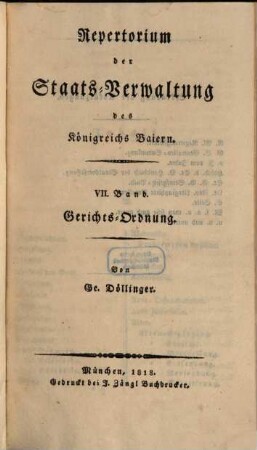 Repertorium
der
Staats-Verwaltung
des
Königreichs Baiern.
VII. Band.
Gerichts-Ordnung.
Von
Ge. Döllinger.
München, 1818.
Gedruckt bei J. Zängl Buchdrucker.